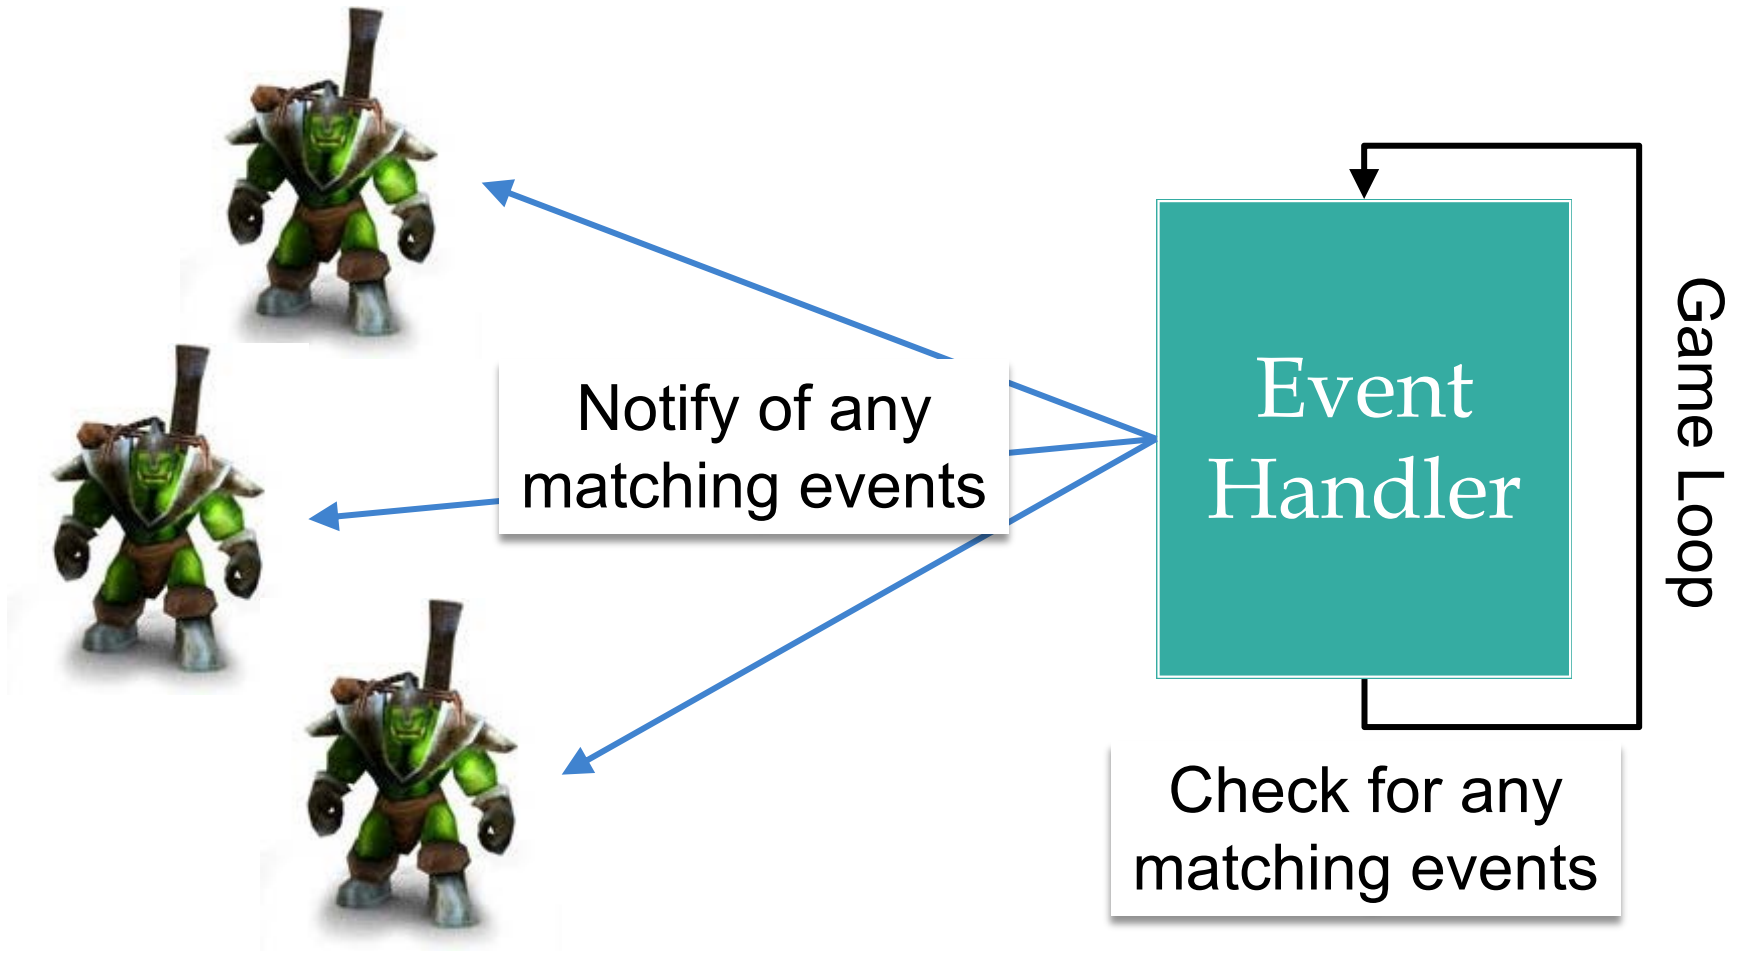 Notify of any
matching events
Event
Handler
Game Loop
Check for any
matching events